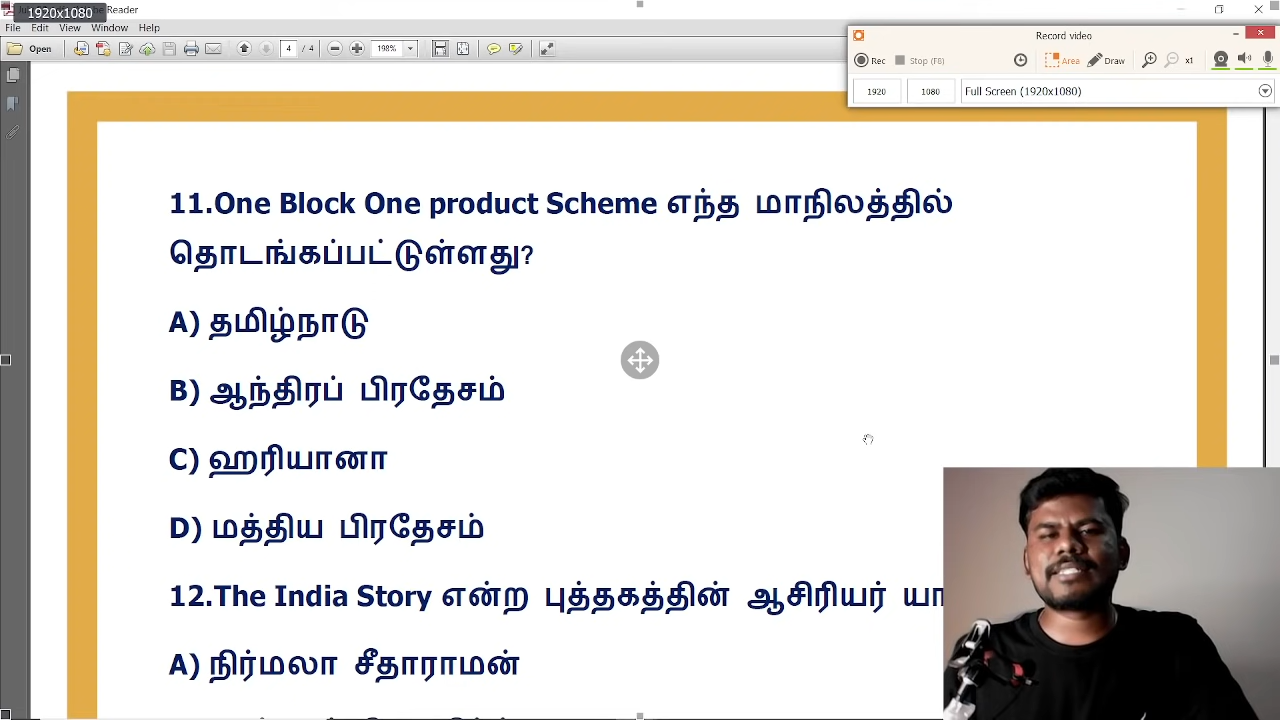 1920x1080
Reader
File Edit View Window Help
Open 4 / 4 198%
Record video
Rec Stop (F8) Area Draw x1
1920 1080 Full Screen (1920x1080)
11.One Block One product Scheme எந்த மாநிலத்தில்
தொடங்கப்பட்டுள்ளது?
A) தமிழ்நாடு
B) ஆந்திரப் பிரதேசம்
C) ஹரியானா
D) மத்திய பிரதேசம்
12.The India Story என்ற புத்தகத்தின் ஆசிரியர்
A) நிர்மலா சீதாராமன்